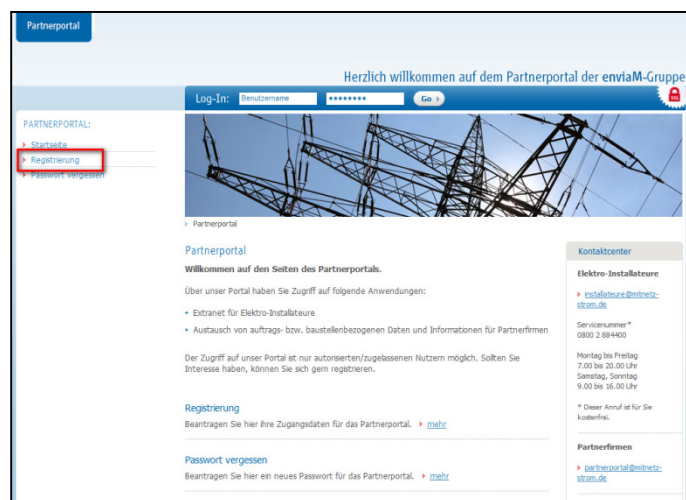 Partnerportal
Herzlich willkommen auf dem Partnerportal der enviaM-Gruppe
Log-In: Benutzername •••••••• Go
PARTNERPORTAL:
Startseite
Registrierung
Passwort vergessen
Partnerportal
Partnerportal
Willkommen auf den Seiten des Partnerportals.
Über unser Portal haben Sie Zugriff auf folgende Anwendungen:
• Extranet für Elektro-Installateure
• Austausch von auftrags- bzw. baustellenbezogenen Daten und Informationen für Partnerfirmen
Der Zugriff auf unser Portal ist nur autorisierten/zugelassenen Nutzern möglich. Sollten Sie
Interesse haben, können Sie sich gern registrieren.
Registrierung
Beantragen Sie hier ihre Zugangsdaten für das Partnerportal. mehr
Passwort vergessen
Beantragen Sie hier ein neues Passwort für das Partnerportal. mehr
Kontaktcenter
Elektro-Installateure
installateure@mitnetz-
strom.de
Servicenummer*
0800 2 884400
Montag bis Freitag
7.00 bis 20.00 Uhr
Samstag, Sonntag
9.00 bis 16.00 Uhr
* Dieser Anruf ist für Sie
kostenfrei.
Partnerfirmen
partnerportal@mitnetz-
strom.de